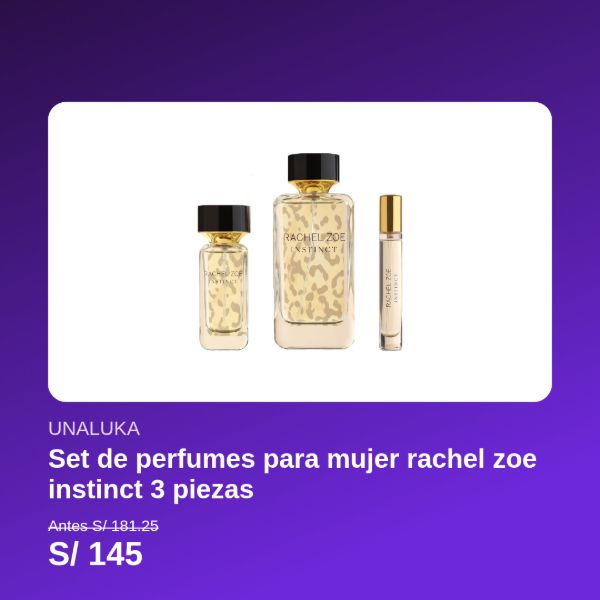 RACHEL ZOE
INSTINCT
RACHEL ZOE
INSTINCT
RACHEL ZOE
INSTINCT
UNALUKA
Set de perfumes para mujer rachel zoe
instinct 3 piezas
Antes S/ 181.25
S/ 145